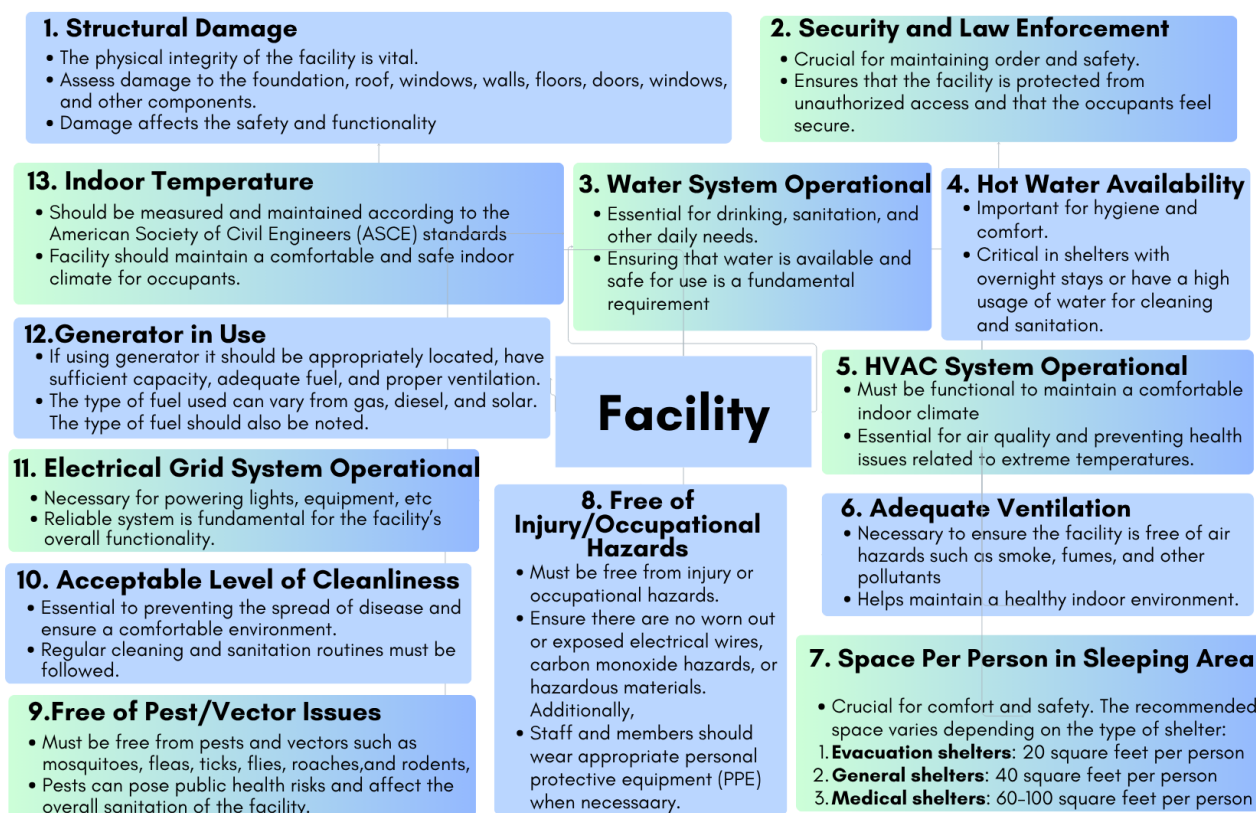 1. Structural Damage
• The physical integrity of the facility is vital.
• Assess damage to the foundation, roof, windows, walls, floors, doors, windows,
and other components.
• Damage affects the safety and functionality
2. Security and Law Enforcement
• Crucial for maintaining order and safety.
• Ensures that the facility is protected from
unauthorized access and that the occupants feel
secure.
13. Indoor Temperature
• Should be measured and maintained according to the
American Society of Civil Engineers (ASCE) standards
• Facility should maintain a comfortable and safe indoor
climate for occupants.
3. Water System Operational
• Essential for drinking, sanitation, and
other daily needs.
• Ensuring that water is available and
safe for use is a fundamental
requirement
4. Hot Water Availability
• Important for hygiene and
comfort.
• Critical in shelters with
overnight stays or have a high
usage of water for cleaning
and sanitation.
12.Generator in Use
• If using generator it should be appropriately located, have
sufficient capacity, adequate fuel, and proper ventilation.
• The type of fuel used can vary from gas, diesel, and solar.
The type of fuel should also be noted.
Facility
5. HVAC System Operational
• Must be functional to maintain a comfortable
indoor climate
• Essential for air quality and preventing health
issues related to extreme temperatures.
11. Electrical Grid System Operational
• Necessary for powering lights, equipment, etc
• Reliable system is fundamental for the facility's
overall functionality.
8. Free of
Injury/Occupational
Hazards
• Must be free from injury or
occupational hazards.
• Ensure there are no worn out
or exposed electrical wires,
carbon monoxide hazards, or
hazardous materials.
Additionally,
• Staff and members should
wear appropriate personal
protective equipment (PPE)
when necessaary.
6. Adequate Ventilation
• Necessary to ensure the facility is free of air
hazards such as smoke, fumes, and other
pollutants
• Helps maintain a healthy indoor environment.
10. Acceptable Level of Cleanliness
• Essential to preventing the spread of disease and
ensure a comfortable environment.
• Regular cleaning and sanitation routines must be
followed.
7. Space Per Person in Sleeping Area
• Crucial for comfort and safety. The recommended
space varies depending on the type of shelter:
1. Evacuation shelters: 20 square feet per person
2. General shelters: 40 square feet per person
3. Medical shelters: 60-100 square feet per person
9.Free of Pest/Vector Issues
• Must be free from pests and vectors such as
mosquitoes, fleas, ticks, flies, roaches,and rodents,
• Pests can pose public health risks and affect the
overall sanitation of the facility.